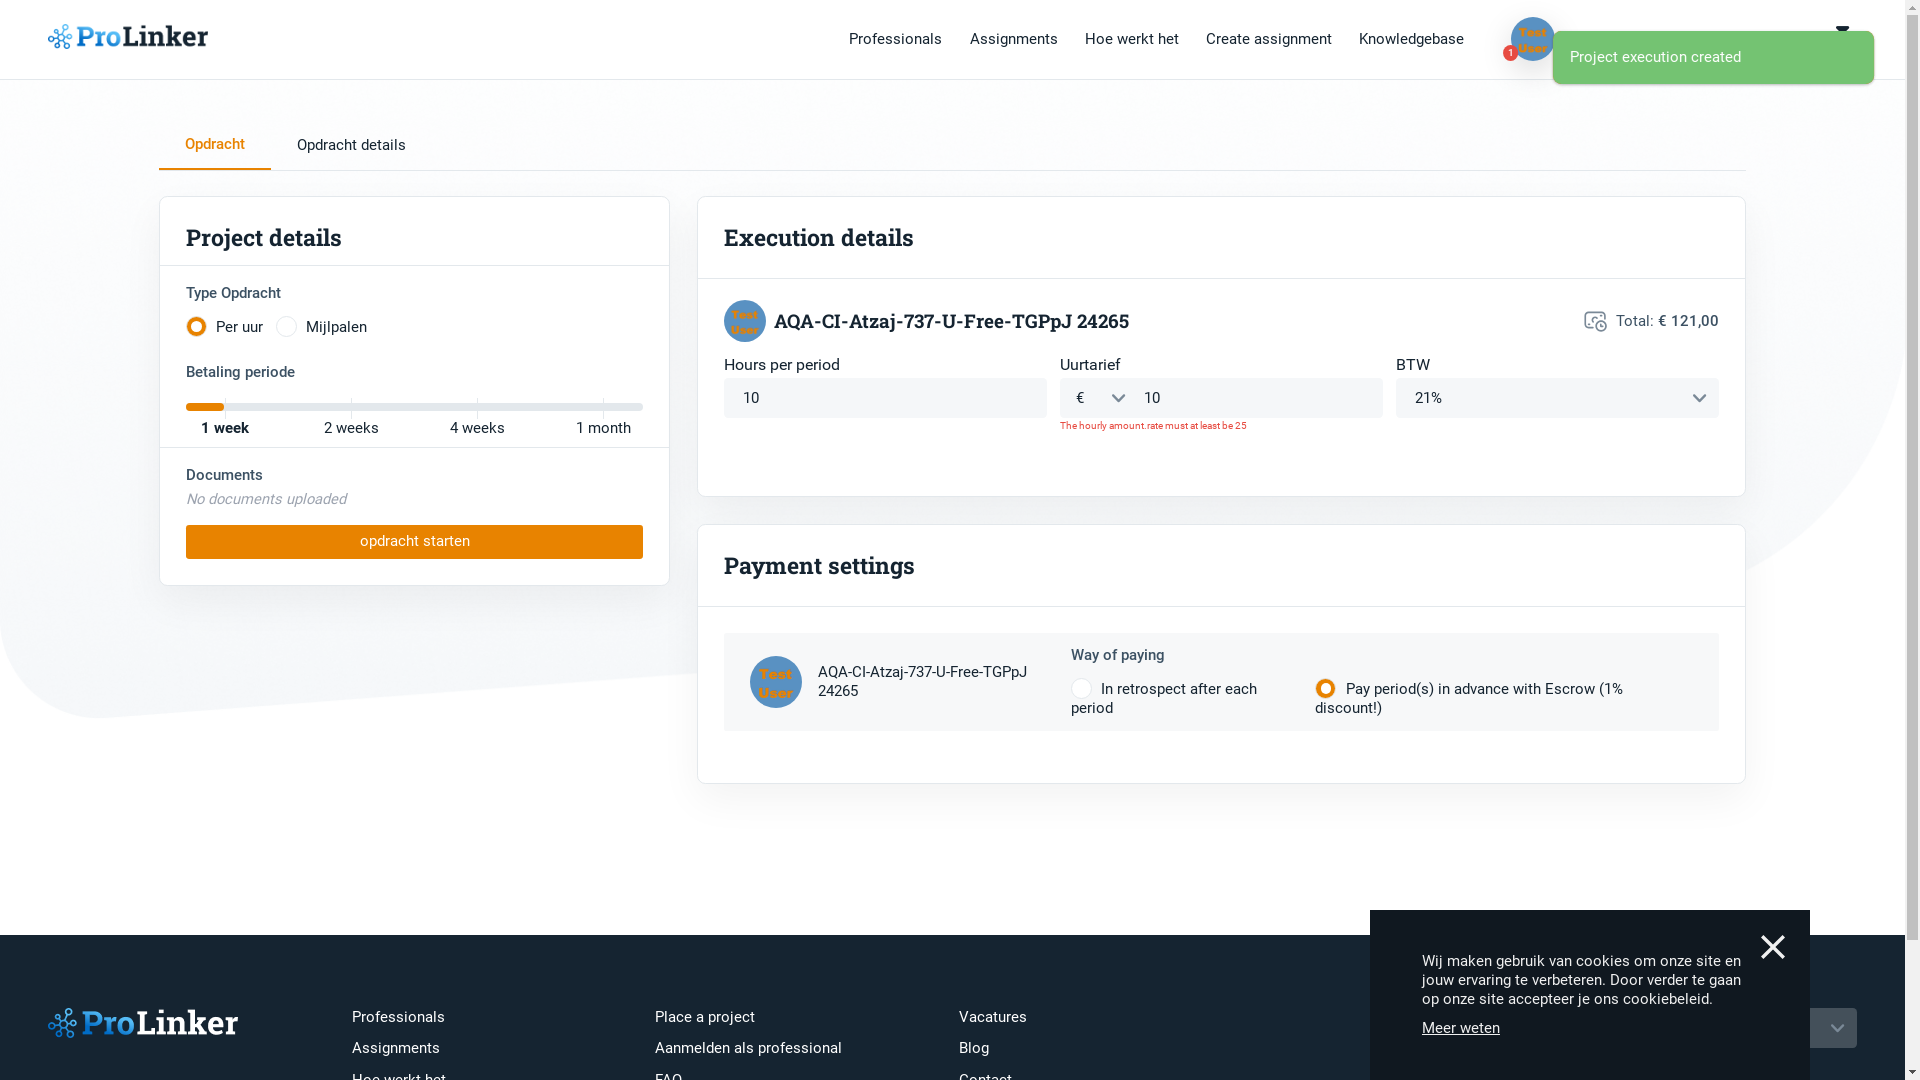 ProLinker
Professionals
Assignments
Hoe werkt het
Create assignment
Knowledgebase
Test
User
1
Project execution created
Opdracht
Opdracht details
Project details
Type Opdracht
Per uur
Mijlpalen
Betaling periode
1 week
2 weeks
4 weeks
1 month
Documents
No documents uploaded
opdracht starten
Execution details
Test
User
AQA-CI-Atzaj-737-U-Free-TGPpJ 24265
Total: € 121,00
Hours per period
Uurtarief
BTW
10
€
10
21%
The hourly amount.rate must at least be 25
Payment settings
Test
User
AQA-CI-Atzaj-737-U-Free-TGPpJ
24265
Way of paying
In retrospect after each
period
Pay period(s) in advance with Escrow (1%
discount!)
ProLinker
Professionals
Assignments
Hoe werkt het
Place a project
Aanmelden als professional
FAQ
Vacatures
Blog
Contact
Wij maken gebruik van cookies om onze site en
jouw ervaring te verbeteren. Door verder te gaan
op onze site accepteer je ons cookiebeleid.
Meer weten